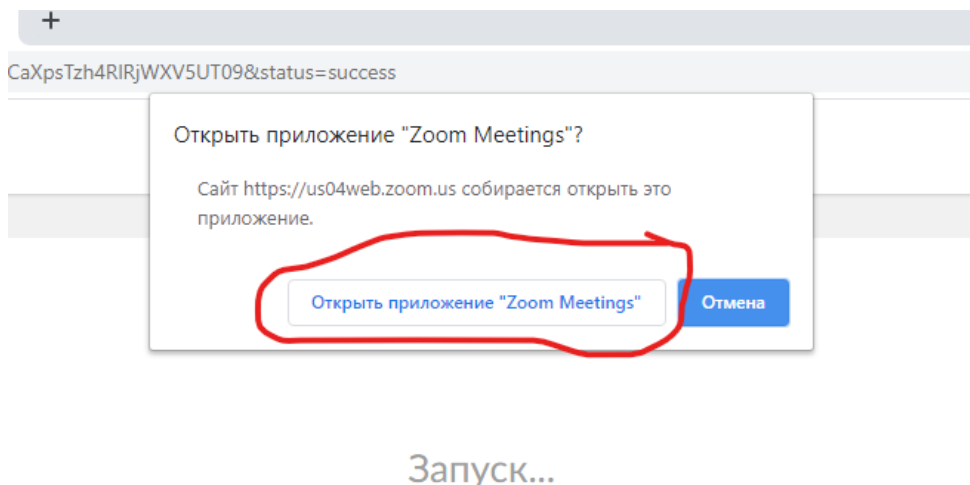 +
CaXpsTzh4RIRjWXV5UT09&status=success
Открыть приложение "Zoom Meetings"?
Сайт https://us04web.zoom.us собирается открыть это
приложение.
Открыть приложение "Zoom Meetings"
Отмена
Запуск...